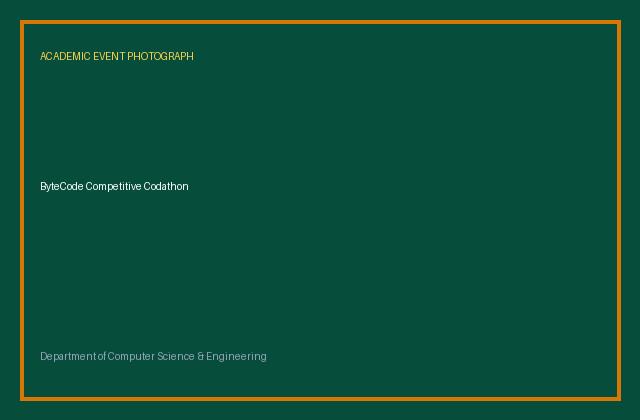 ACADEMIC EVENT PHOTOGRAPH
ByteCode Competitive Codathon
Department of Computer Science & Engineering